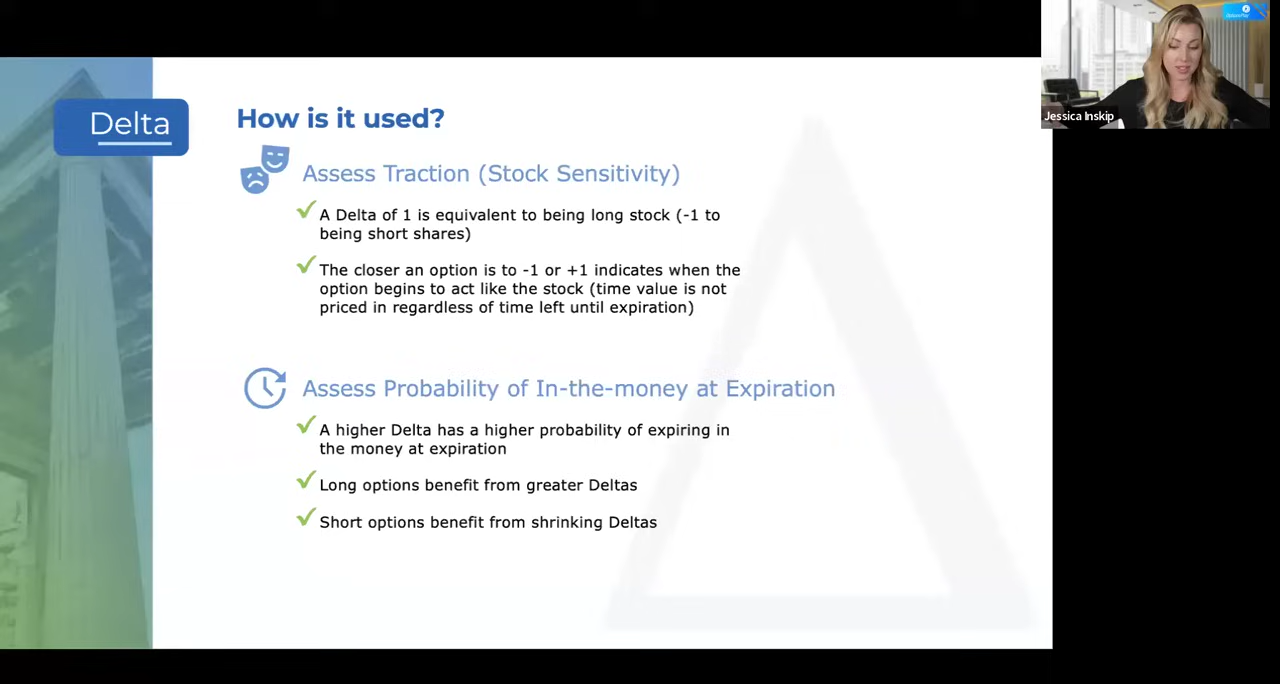 Delta
How is it used?
Assess Traction (Stock Sensitivity)
A Delta of 1 is equivalent to being long stock (-1 to
being short shares)
The closer an option is to -1 or +1 indicates when the
option begins to act like the stock (time value is not
priced in regardless of time left until expiration)
Assess Probability of In-the-money at Expiration
A higher Delta has a higher probability of expiring in
the money at expiration
Long options benefit from greater Deltas
Short options benefit from shrinking Deltas
Jessica Inskip